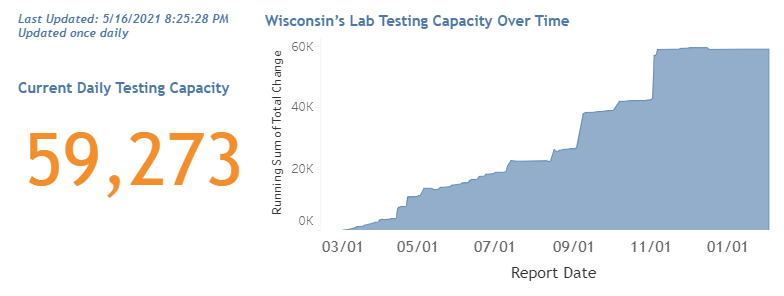 Last Updated: 5/16/2021 8:25:28 PM
Updated once daily
Current Daily Testing Capacity
59,273
Wisconsin's Lab Testing Capacity Over Time
Running Sum of Total Change
60K
40K
20K
0K
03/01 05/01 07/01 09/01 11/01 01/01
Report Date